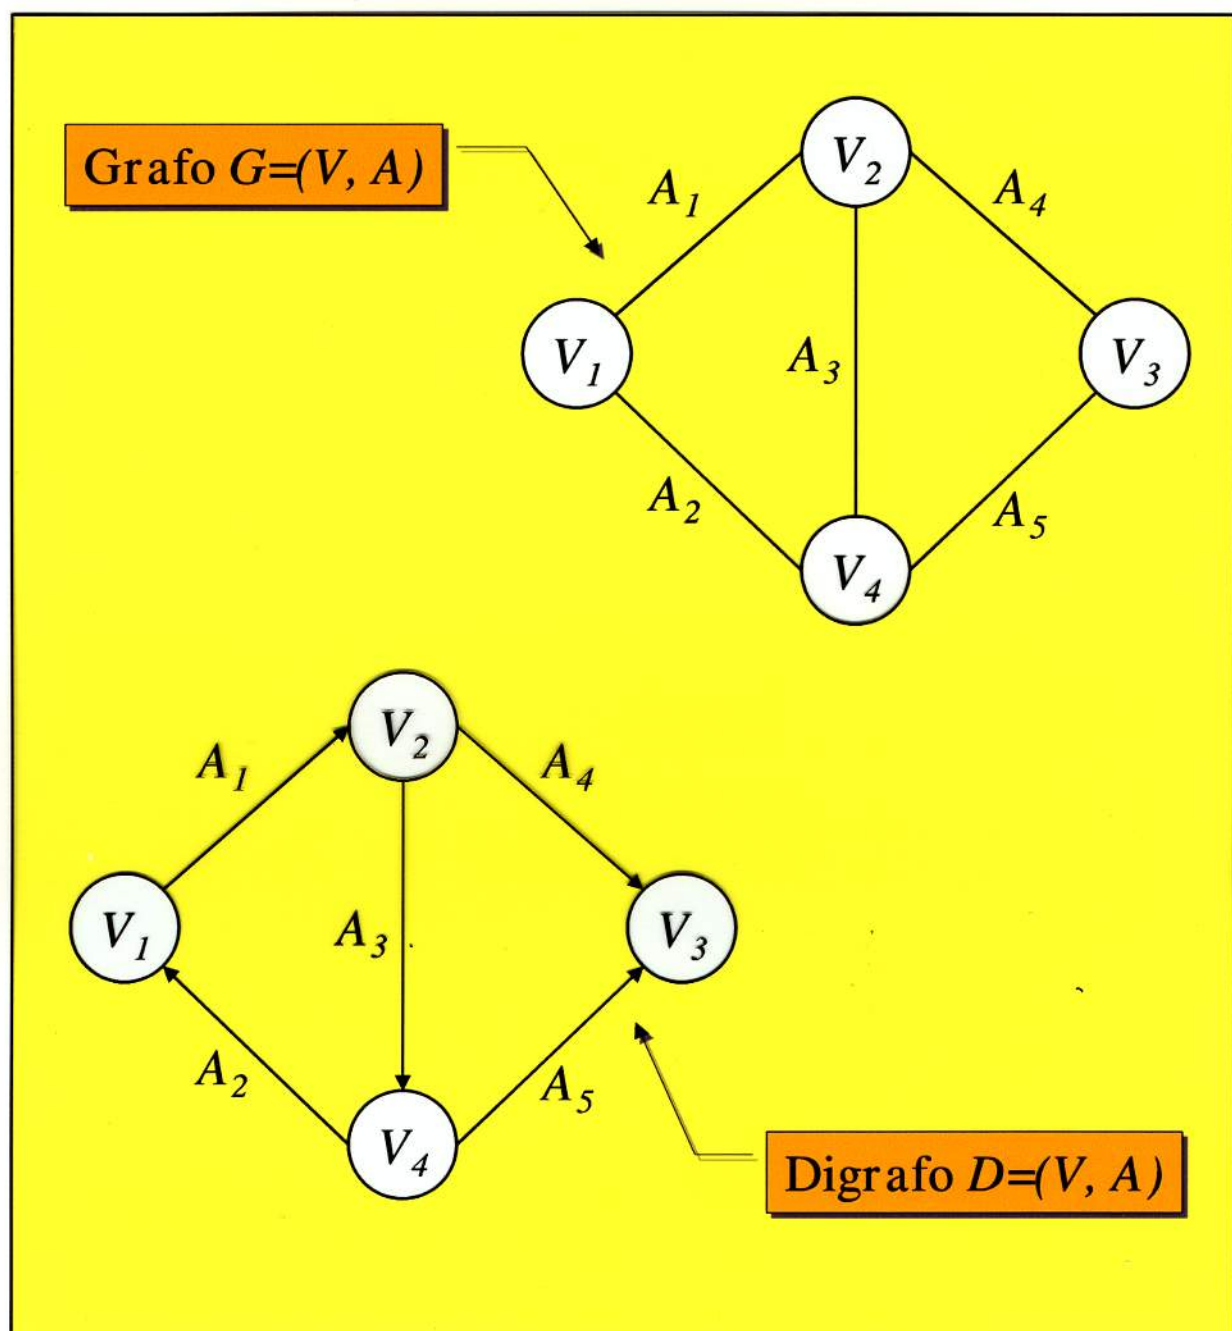 Grafo G=(V, A)
V₂
A₁
A₄
V₁
A₃
V₃
A₂
A₅
V₄
V₂
A₁
A₄
V₁
A₃
V₃
A₂
A₅
V₄
Digrafo D=(V, A)